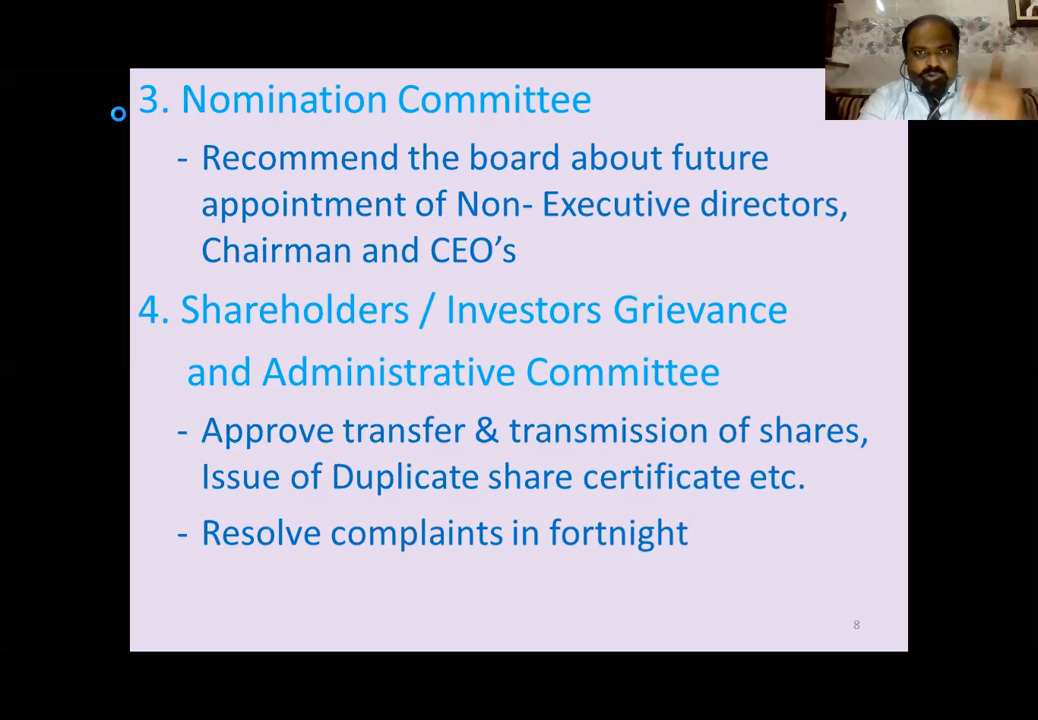 3. Nomination Committee
- Recommend the board about future
appointment of Non- Executive directors,
Chairman and CEO’s
4. Shareholders / Investors Grievance
and Administrative Committee
- Approve transfer & transmission of shares,
Issue of Duplicate share certificate etc.
- Resolve complaints in fortnight
8